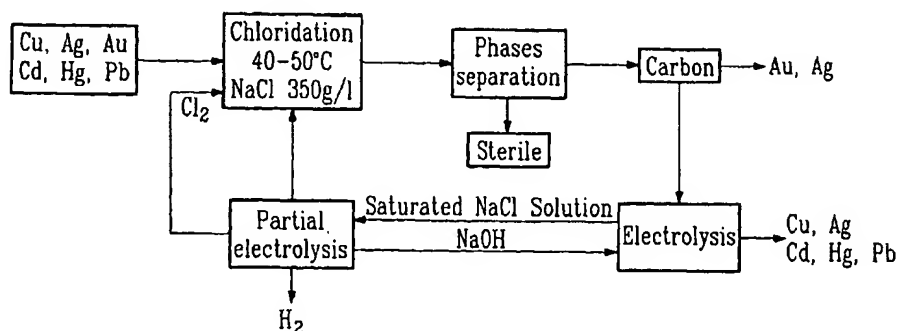 Cu, Ag, Au
Cd, Hg, Pb
Chloridation
40-50°C
NaCl 350g/l
Phases
separation
Carbon
Au, Ag
Cl₂
Sterile
Partial
electrolysis
Saturated NaCl Solution
NaOH
Electrolysis
Cu, Ag
Cd, Hg, Pb
H₂